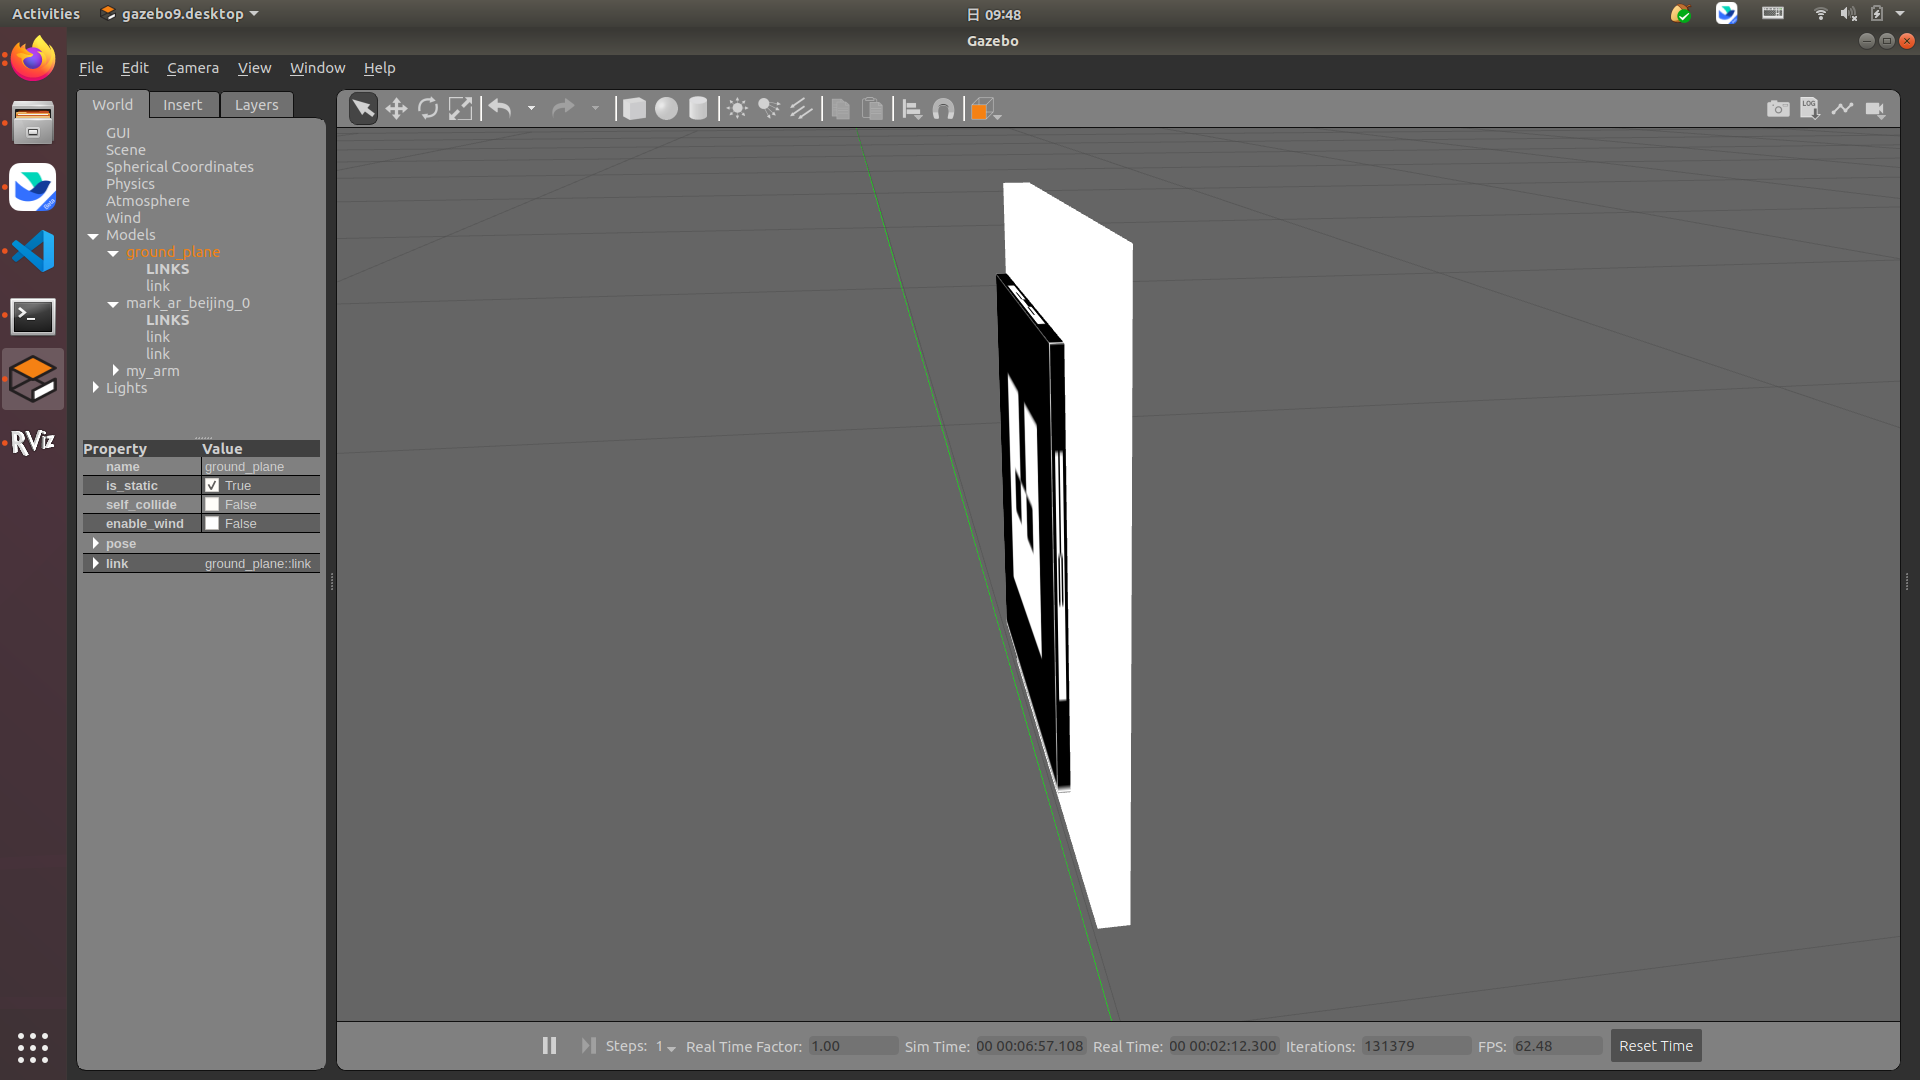 Activities
gazebo9.desktop
日 09:48
Gazebo
File Edit Camera View Window Help
World Insert Layers
LOG
GUI
Scene
Spherical Coordinates
Physics
Atmosphere
Wind
Models
ground_plane
LINKS
link
mark_ar_beijing_0
LINKS
link
link
my_arm
Lights
RViz
Property Value
name ground_plane
is_static True
self_collide False
enable_wind False
pose
link ground_plane::link
Steps: 1 Real Time Factor: 1.00 Sim Time: 00 00:06:57.108 Real Time: 00 00:02:12.300 Iterations: 131379 FPS: 62.48 Reset Time